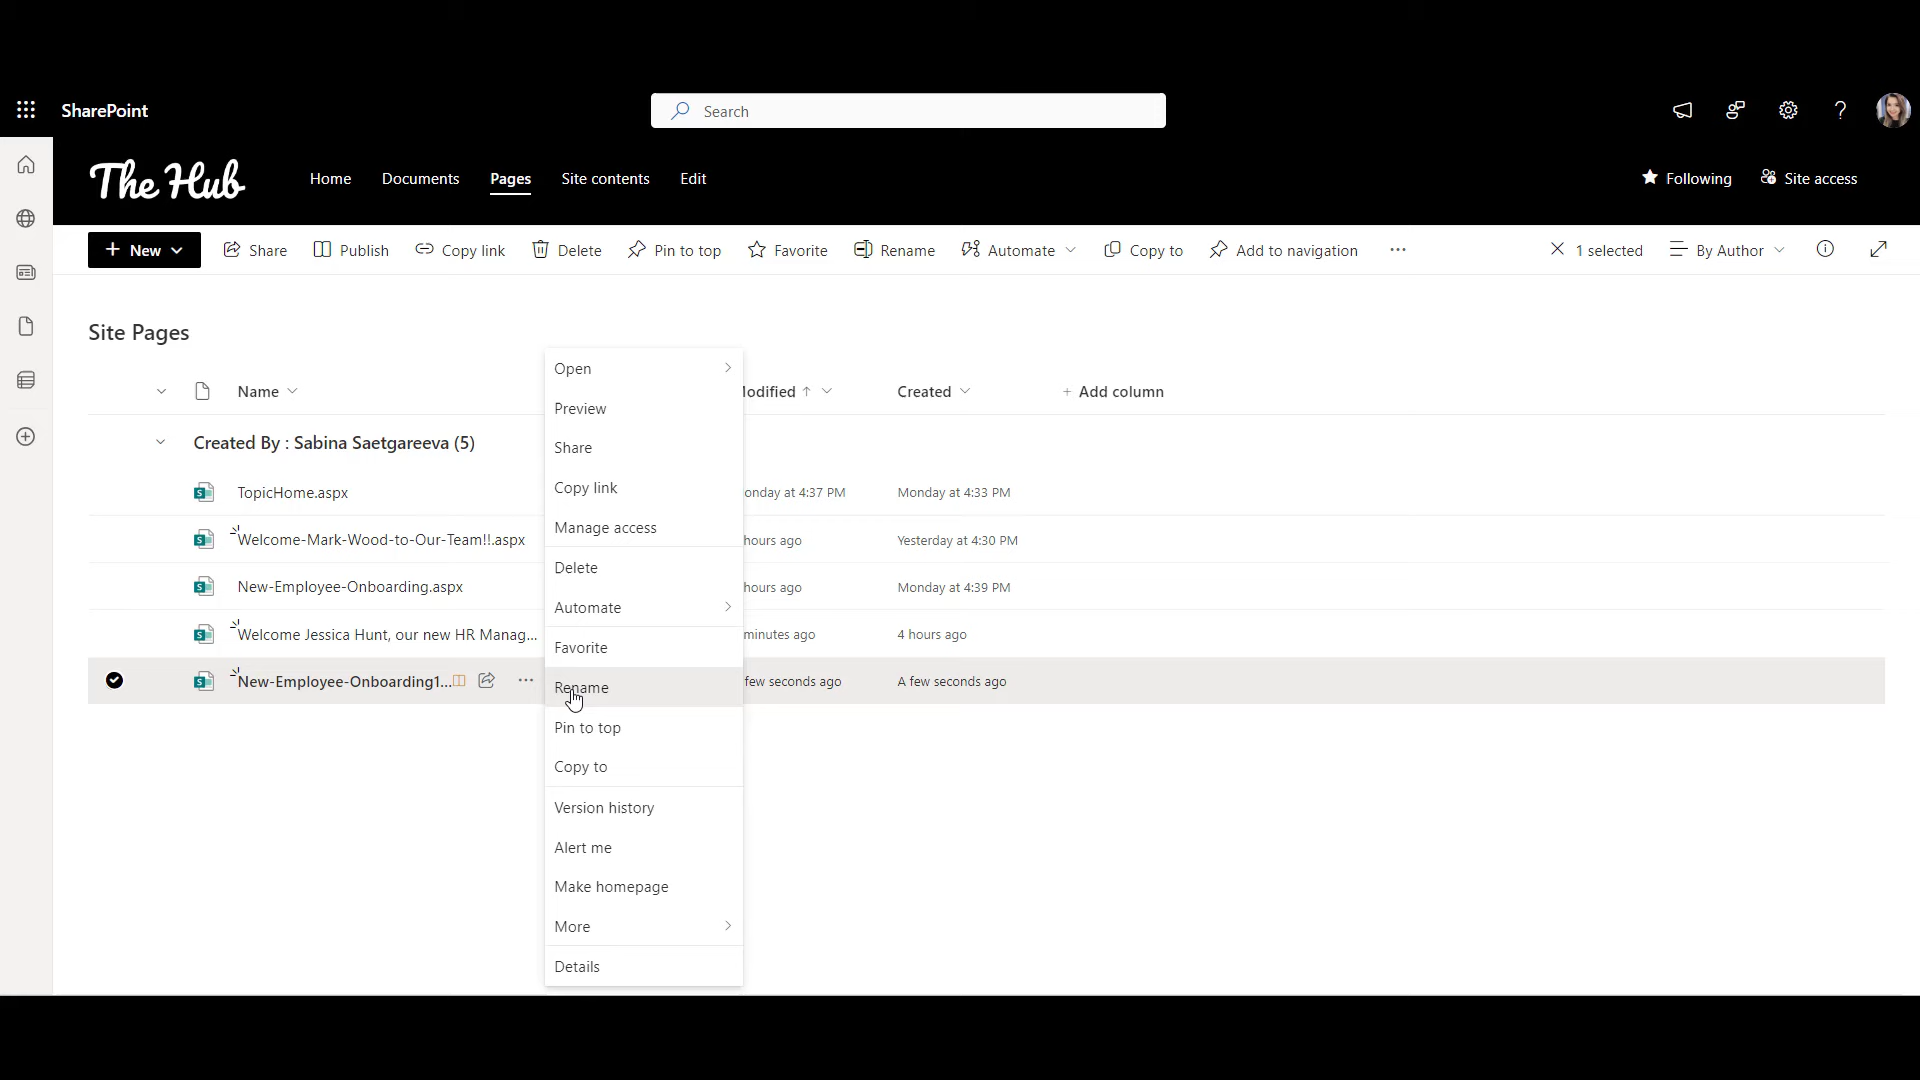 SharePoint
Search
The Hub
Home Documents Pages Site contents Edit
Following Site access
+ New Share Publish Copy link Delete Pin to top Favorite Rename Automate Copy to Add to navigation ... 1 selected By Author
Site Pages
Name
Modified ↑
Created
+ Add column
Created By : Sabina Saetgareeva (5)
TopicHome.aspx
onday at 4:37 PM
Monday at 4:33 PM
Welcome-Mark-Wood-to-Our-Team!!.aspx
hours ago
Yesterday at 4:30 PM
New-Employee-Onboarding.aspx
hours ago
Monday at 4:39 PM
Welcome Jessica Hunt, our new HR Manag...
minutes ago
4 hours ago
New-Employee-Onboarding1...
few seconds ago
A few seconds ago
Open
Preview
Share
Copy link
Manage access
Delete
Automate
Favorite
Rename
Pin to top
Copy to
Version history
Alert me
Make homepage
More
Details